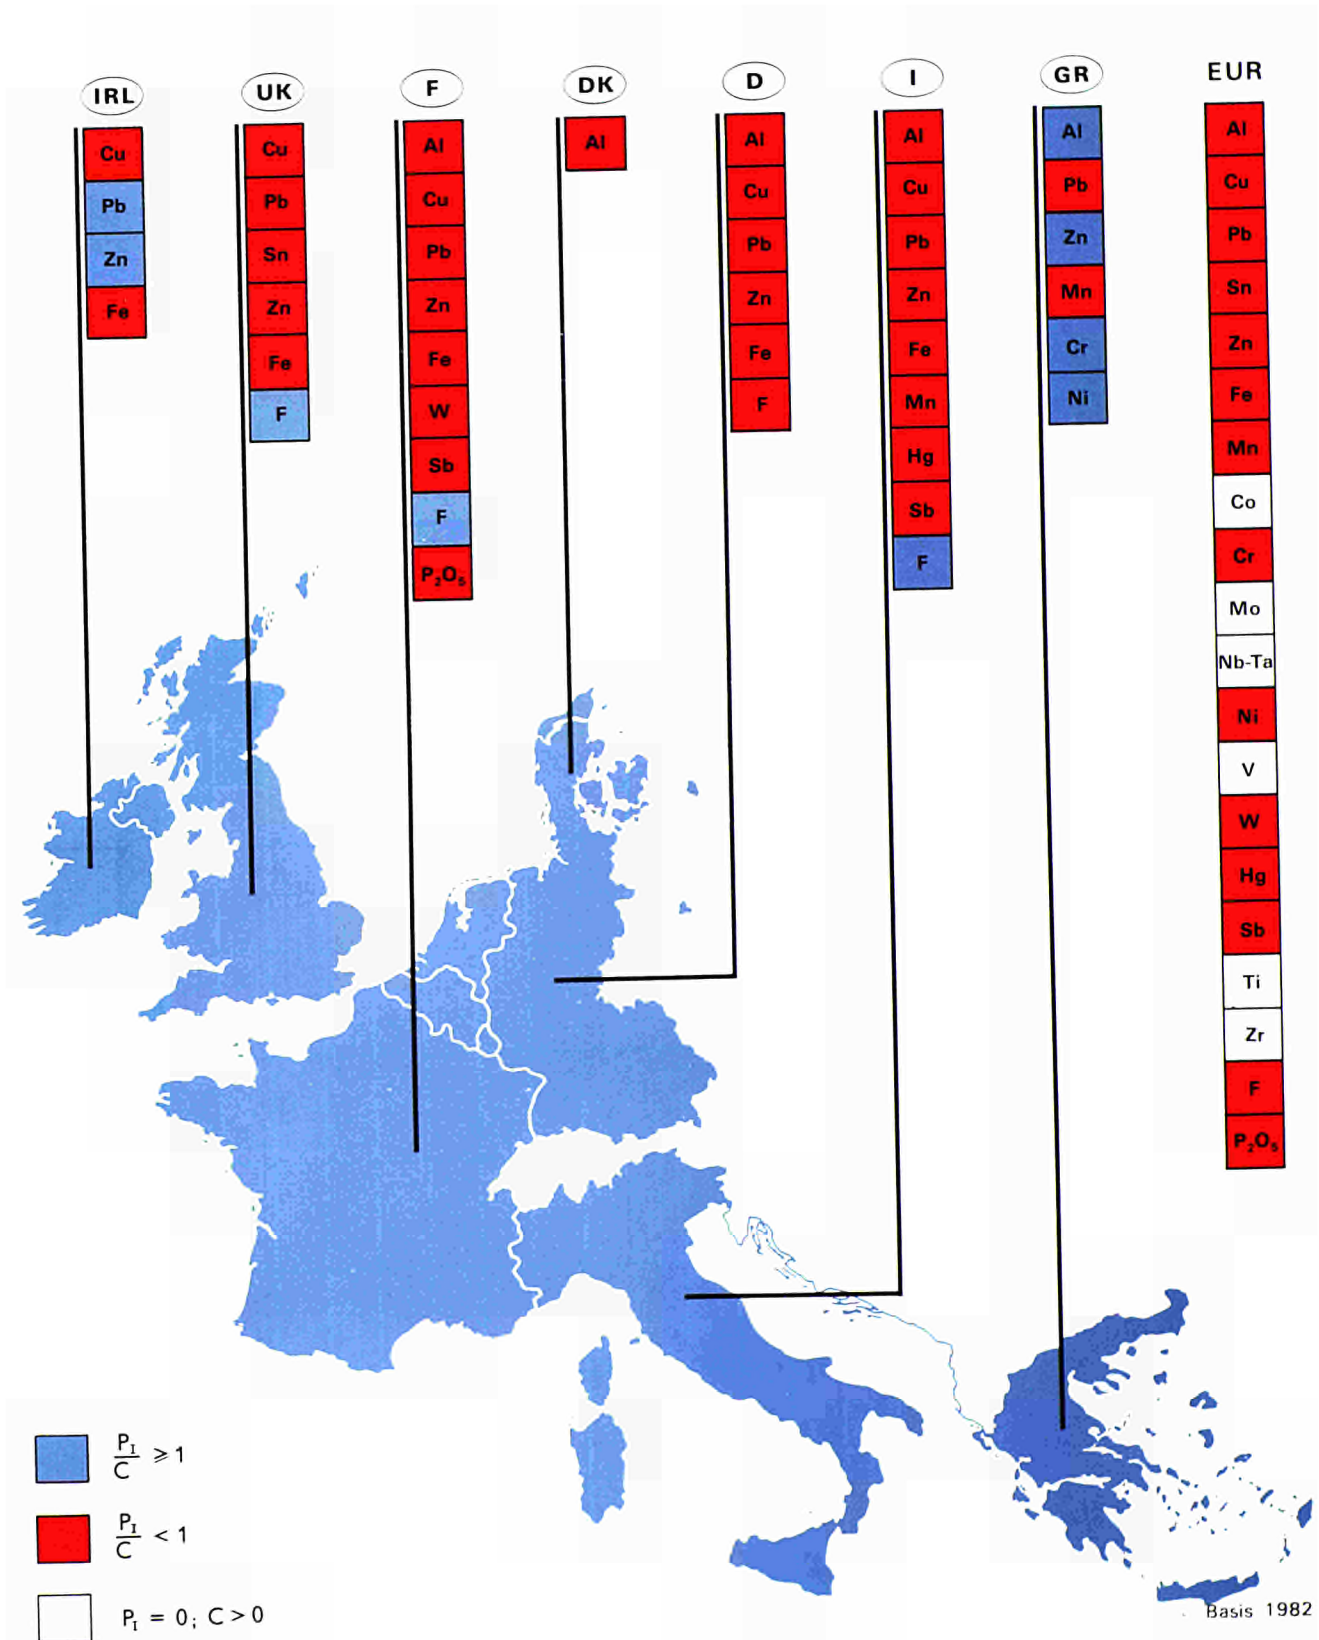 IRL
Cu
Pb
Zn
Fe
UK
Cu
Pb
Sn
Zn
Fe
F
F
Al
Cu
Pb
Zn
Fe
W
Sb
F
P₂O₅
DK
Al
D
Al
Cu
Pb
Zn
Fe
F
I
Al
Cu
Pb
Zn
Fe
Mn
Hg
Sb
F
GR
Al
Pb
Zn
Mn
Cr
Ni
EUR
Al
Cu
Pb
Sn
Zn
Fe
Mn
Co
Cr
Mo
Nb-Ta
Ni
V
W
Hg
Sb
Ti
Zr
F
P₂O₅
P_I/C ⩾ 1
P_I/C < 1
P_I = 0; C > 0
Basis 1982